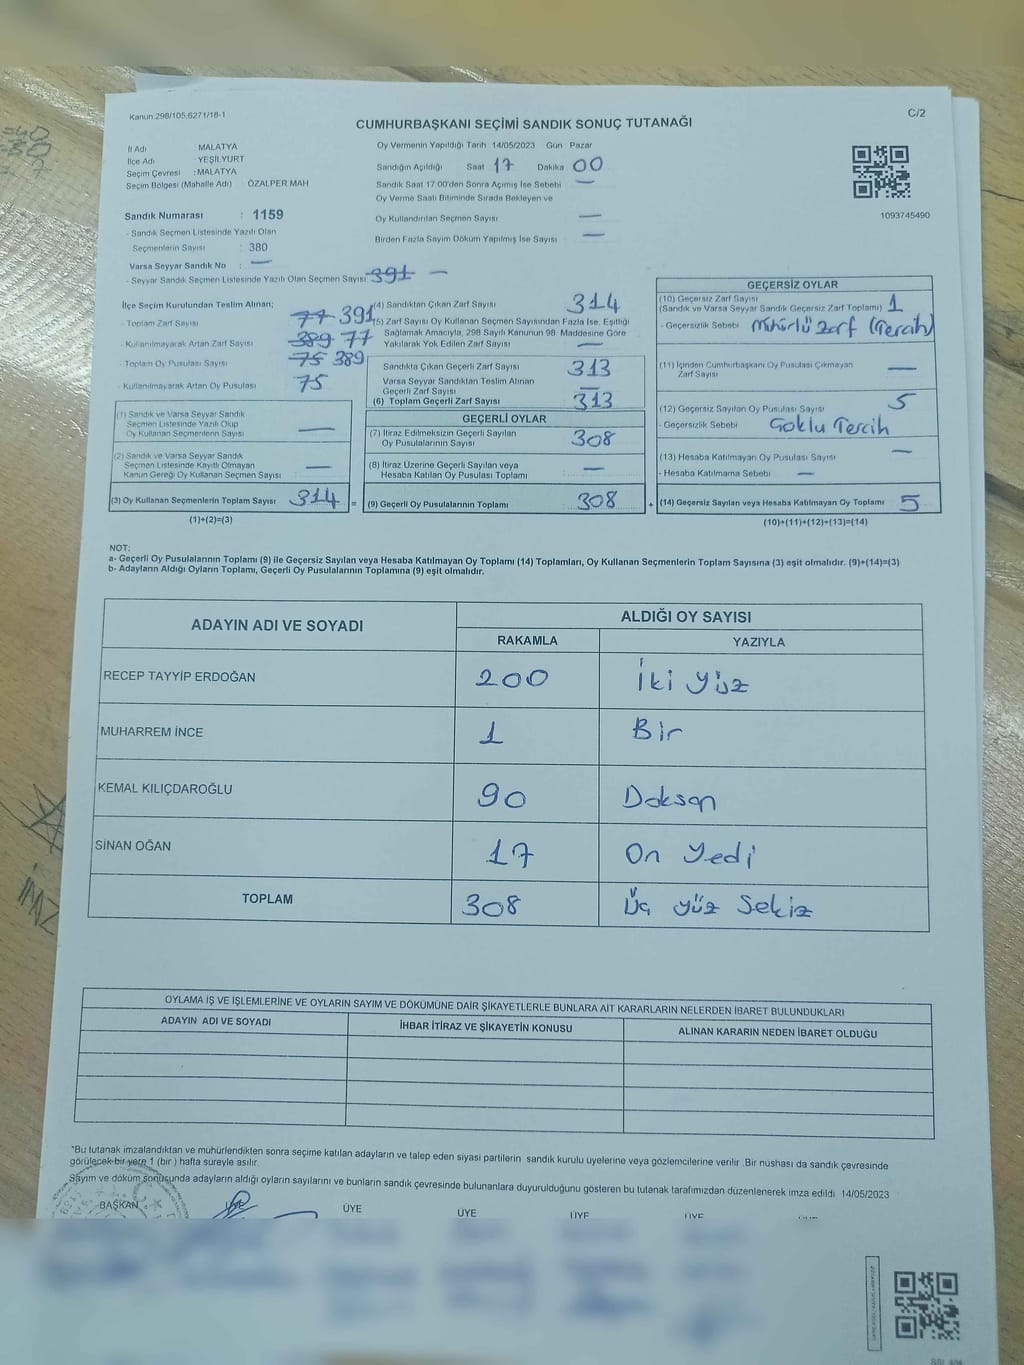 Kanun 298/105,6271/18-1
C/2
CUMHURBAŞKANI SEÇİMİ SANDIK SONUÇ TUTANAĞI
İl Adı MALATYA
İlçe Adı YEŞİLYURT
Seçim Çevresi : MALATYA
Seçim Bölgesi (Mahalle Adı) ÖZALPER MAH
Sandık Numarası : 1159
- Sandık Seçmen Listesinde Yazılı Olan
Seçmenlerin Sayısı : 380
Varsa Seyyar Sandık No : —
- Seyyar Sandık Seçmen Listesinde Yazılı Olan Seçmen Sayısı: 391 —
Oy Vermenin Yapıldığı Tarih 14/05/2023 Gün Pazar
Sandığın Açıldığı Saat 17 Dakika 00
Sandık Saat 17 00'den Sonra Açımış İse Sebebi —
Oy Verme Saati Bitiminde Sırada Bekleyen ve
Oy Kullandırılan Seçmen Sayısı —
Birden Fazla Sayım Döküm Yapılmış İse Sayısı —
1093745490
İlçe Seçim Kurulundan Teslim Alınan;
- Toplam Zarf Sayısı 77 391
- Kullanılmayarak Artan Zarf Sayısı 389 77
- Toplam Oy Pusulası Sayısı 75 389
- Kullanılmayarak Artan Oy Pusulası 75
(1) Sandık ve Varsa Seyyar Sandık
Seçmen Listesinde Yazılı Olup
Oy Kullanan Seçmenlerin Sayısı —
(2) Sandık ve Varsa Seyyar Sandık
Seçmen Listesinde Kayıtlı Olmayan
Kanun Gereği Oy Kullanan Seçmen Sayısı —
(3) Oy Kullanan Seçmenlerin Toplam Sayısı 314 =
(1)+(2)=(3)
(4) Sandıktan Çıkan Zarf Sayısı 314
(5) Zarf Sayısı Oy Kullanan Seçmen Sayısından Fazla İse, Eşitliği
Sağlamak Amacıyla, 298 Sayılı Kanunun 98. Maddesine Göre
Yakılarak Yok Edilen Zarf Sayısı —
Sandıkta Çıkan Geçerli Zarf Sayısı 313
Varsa Seyyar Sandıktan Teslim Alınan
Geçerli Zarf Sayısı —
(6) Toplam Geçerli Zarf Sayısı 313
GEÇERLİ OYLAR
(7) İtiraz Edilmeksizin Geçerli Sayılan
Oy Pusulasının Sayısı 308
(8) İtiraz Üzerine Geçerli Sayılan veya
Hesaba Katılan Oy Pusulası Toplamı —
(9) Geçerli Oy Pusulalarının Toplamı 308 +
GEÇERSİZ OYLAR
(10) Geçersiz Zarf Sayısı
(Sandık ve Varsa Seyyar Sandık Geçersiz Zarf Toplamı) 1
- Geçersizlik Sebebi Mühürlü Zarf (Tercih)
(11) İçinden Cumhurbaşkanı Oy Pusulası Çıkmayan
Zarf Sayısı —
(12) Geçersiz Sayılan Oy Pusulası Sayısı 5
- Geçersizlik Sebebi Çoklu Tercih
(13) Hesaba Katılmayan Oy Pusulası Sayısı —
- Hesaba Katılmama Sebebi —
(14) Geçersiz Sayılan veya Hesaba Katılmayan Oy Toplamı 5
(10)+(11)+(12)+(13)=(14)
NOT:
a- Geçerli Oy Pusulalarının Toplamı (9) ile Geçersiz Sayılan veya Hesaba Katılmayan Oy Toplamı (14) Toplamları, Oy Kullanan Seçmenlerin Toplam Sayısına (3) eşit olmalıdır. (9)+(14)=(3)
b- Adayların Aldığı Oyların Toplamı, Geçerli Oy Pusulalarının Toplamına (9) eşit olmalıdır.
ADAYIN ADI VE SOYADI
ALDIĞI OY SAYISI
RAKAMLA YAZIYLA
RECEP TAYYİP ERDOĞAN 200 İki Yüz
MUHARREM İNCE 1 Bir
KEMAL KILIÇDAROĞLU 90 Doksan
SİNAN OĞAN 17 On Yedi
TOPLAM 308 Üç yüz Sekiz
OYLAMA İŞ VE İŞLEMLERİNE VE OYLARIN SAYIM VE DÖKÜMÜNE DAİR ŞİKAYETLERLE BUNLARA AİT KARARLARIN NELERDEN İBARET BULUNDUKLARI
ADAYIN ADI VE SOYADI İHBAR İTİRAZ VE ŞİKAYETİN KONUSU ALINAN KARARIN NEDEN İBARET OLDUĞU
*Bu tutanak imzalandıktan ve mühürlendikten sonra seçime katılan adayların ve talep eden siyasi partilerin sandık kurulu üyelerine veya gözlemcilerine verilir .Bir nüshası da sandık çevresinde
görülecek bir yere 1 (bir ) hafta süreyle asılır.
Sayım ve döküm sonucunda adayların aldığı oyların sayılarını ve bunların sandık çevresinde bulunanlara duyurulduğunu gösteren bu tutanak tarafımızdan düzenlenerek imza edildi 14/05/2023
BAŞKAN ÜYE ÜYE ÜYE ÜYE ÜYE
İMZ